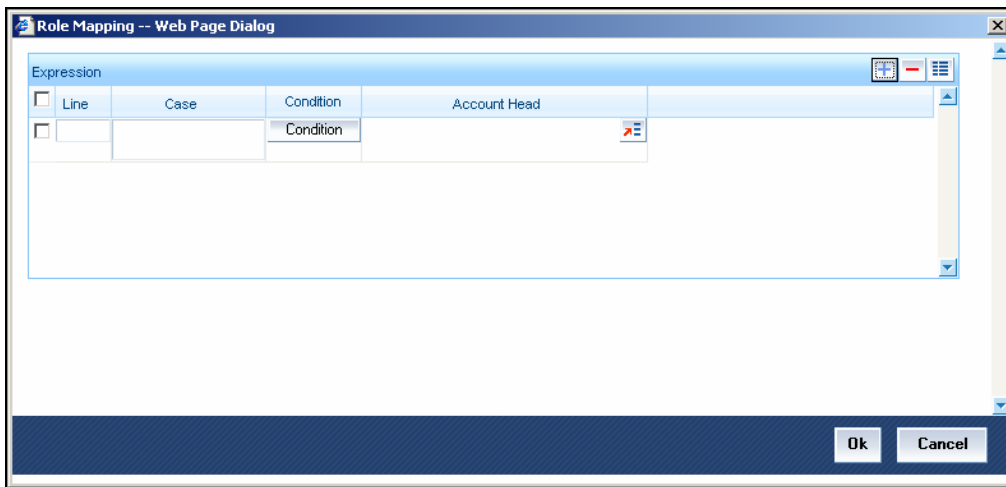 Role Mapping -- Web Page Dialog
Expression
Line Case Condition Account Head
Condition
Ok Cancel